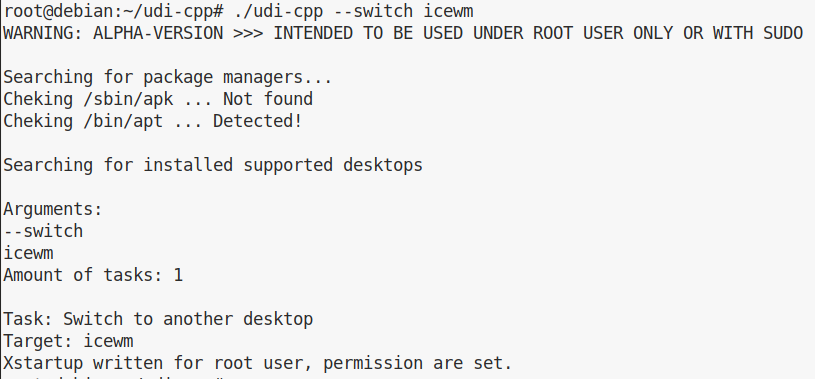 root@debian:~/udi-cpp# ./udi-cpp --switch icewm
WARNING: ALPHA-VERSION >>> INTENDED TO BE USED UNDER ROOT USER ONLY OR WITH SUDO
Searching for package managers...
Cheking /sbin/apk ... Not found
Cheking /bin/apt ... Detected!
Searching for installed supported desktops
Arguments:
--switch
icewm
Amount of tasks: 1
Task: Switch to another desktop
Target: icewm
Xstartup written for root user, permission are set.